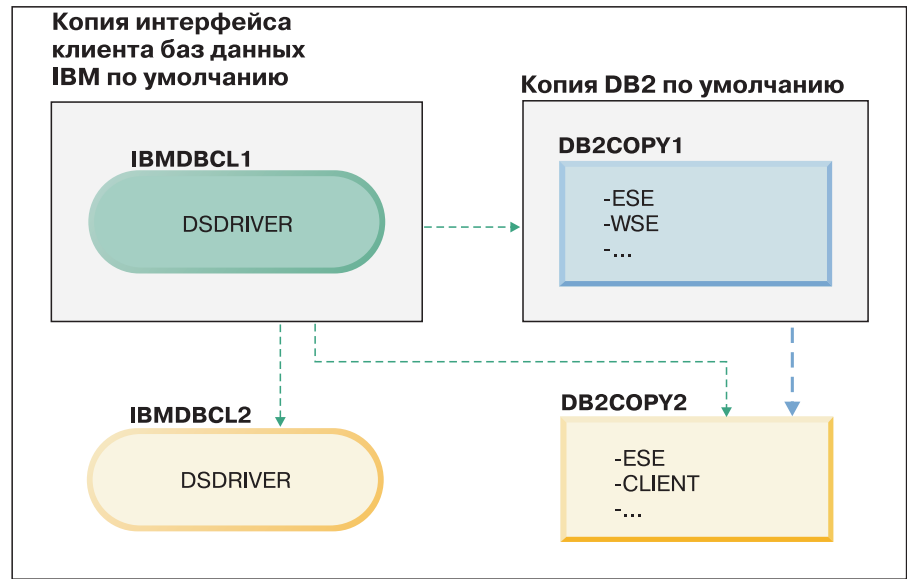 Копия интерфейса
клиента баз данных
IBM по умолчанию
IBMDBCL1
DSDRIVER
Копия DB2 по умолчанию
DB2COPY1
-ESE
-WSE
-...
IBMDBCL2
DSDRIVER
DB2COPY2
-ESE
-CLIENT
-...